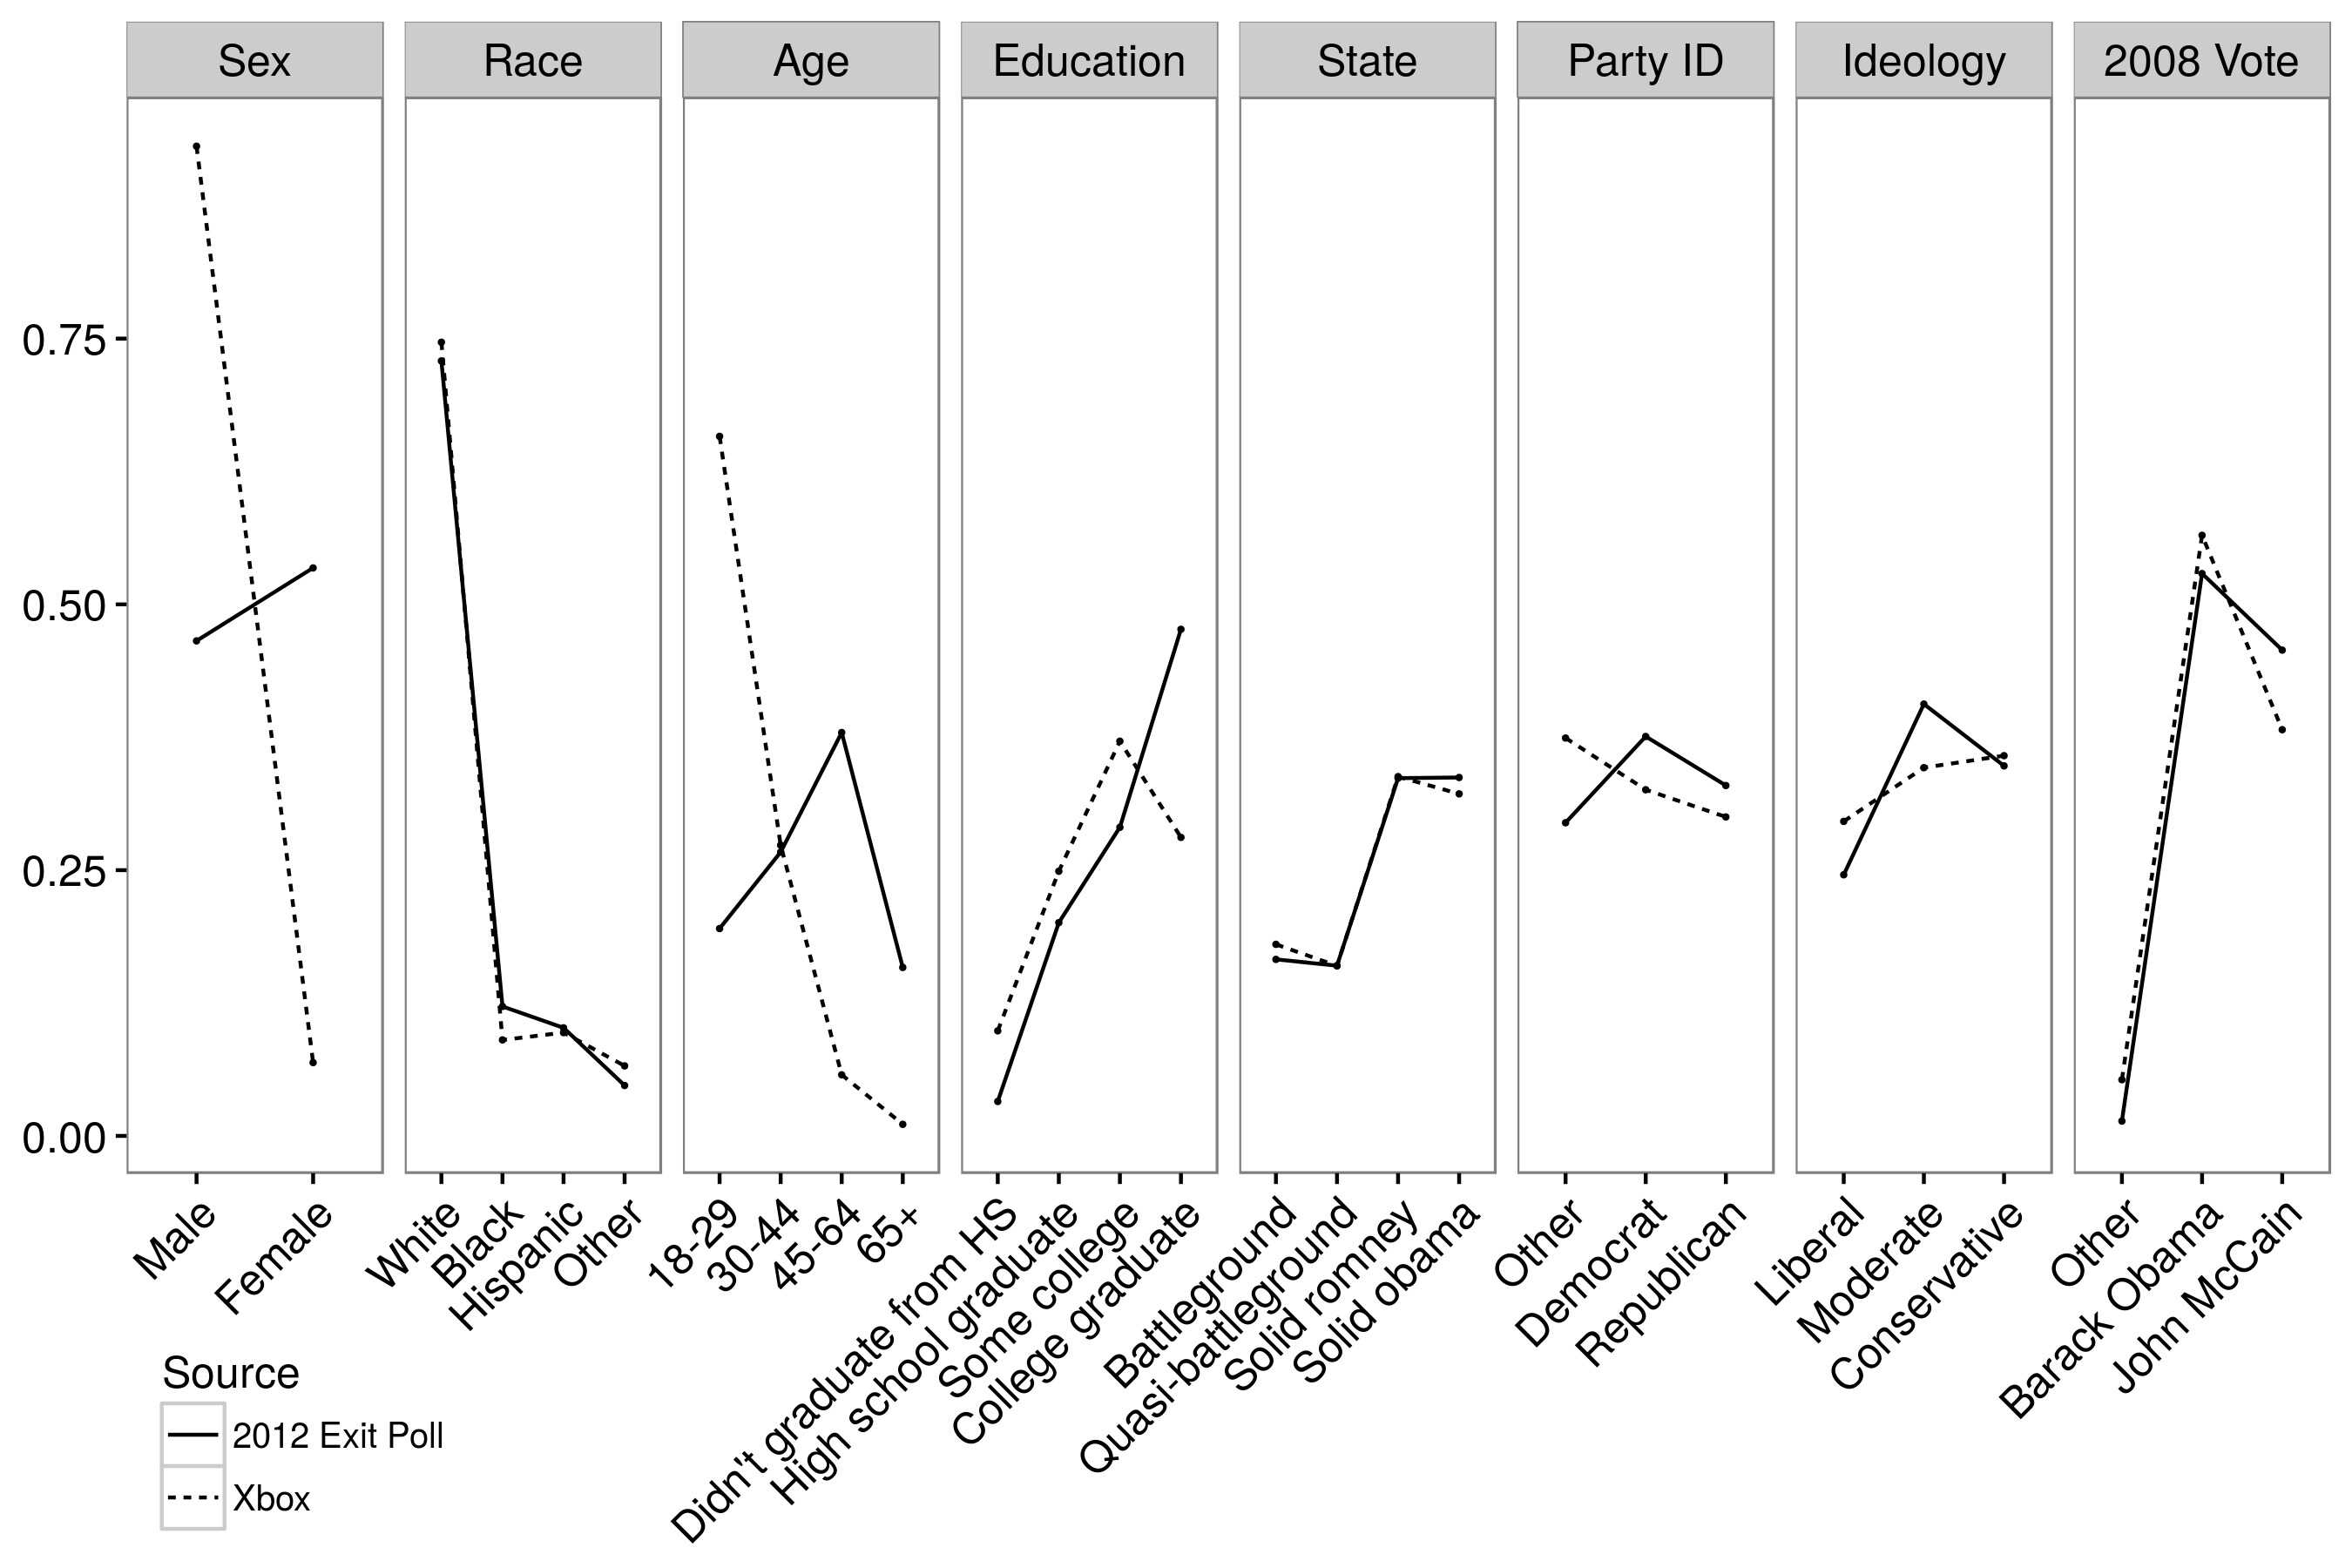 Sex Race Age Education State Party ID Ideology 2008 Vote
0.75
0.50
0.25
0.00
Male Female White Black Hispanic Other 18-29 30-44 45-64 65+ Didn't graduate from HS High school graduate Some college College graduate Battleground Quasi-battleground Solid romney Solid obama Other Democrat Republican Liberal Moderate Conservative Other Barack Obama John McCain
Source
2012 Exit Poll
Xbox